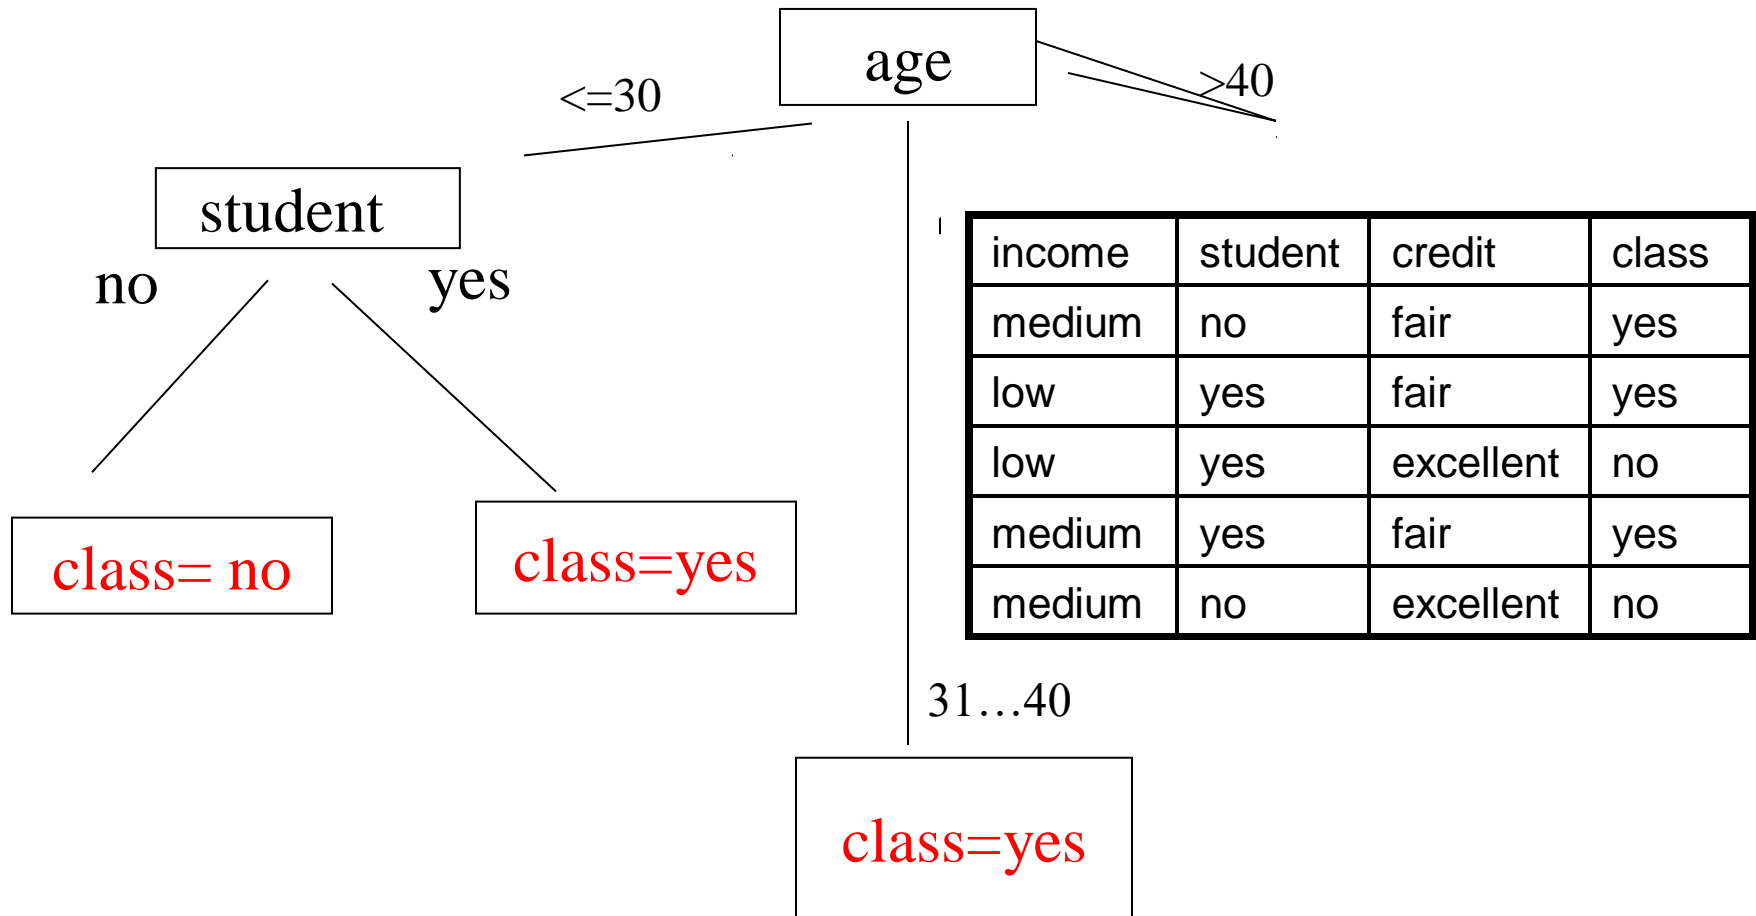 age
<=30
>40
student
no
yes
class= no
class=yes
income student credit class
medium no fair yes
low yes fair yes
low yes excellent no
medium yes fair yes
medium no excellent no
31…40
class=yes